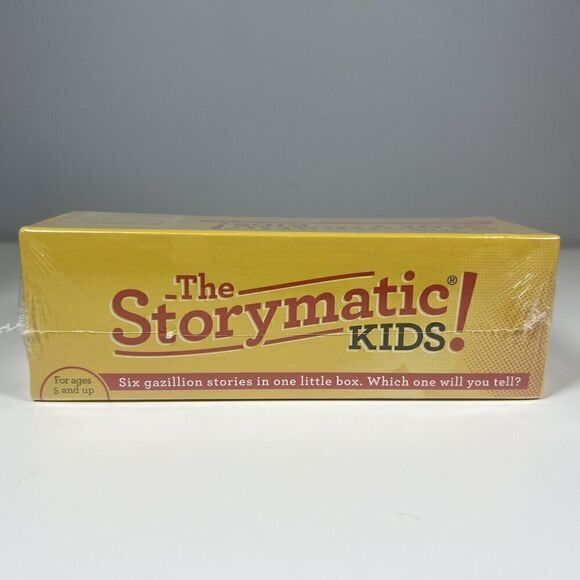 The
Storymatic®
KIDS!
For ages
5 and up
Six gazillion stories in one little box. Which one will you tell?